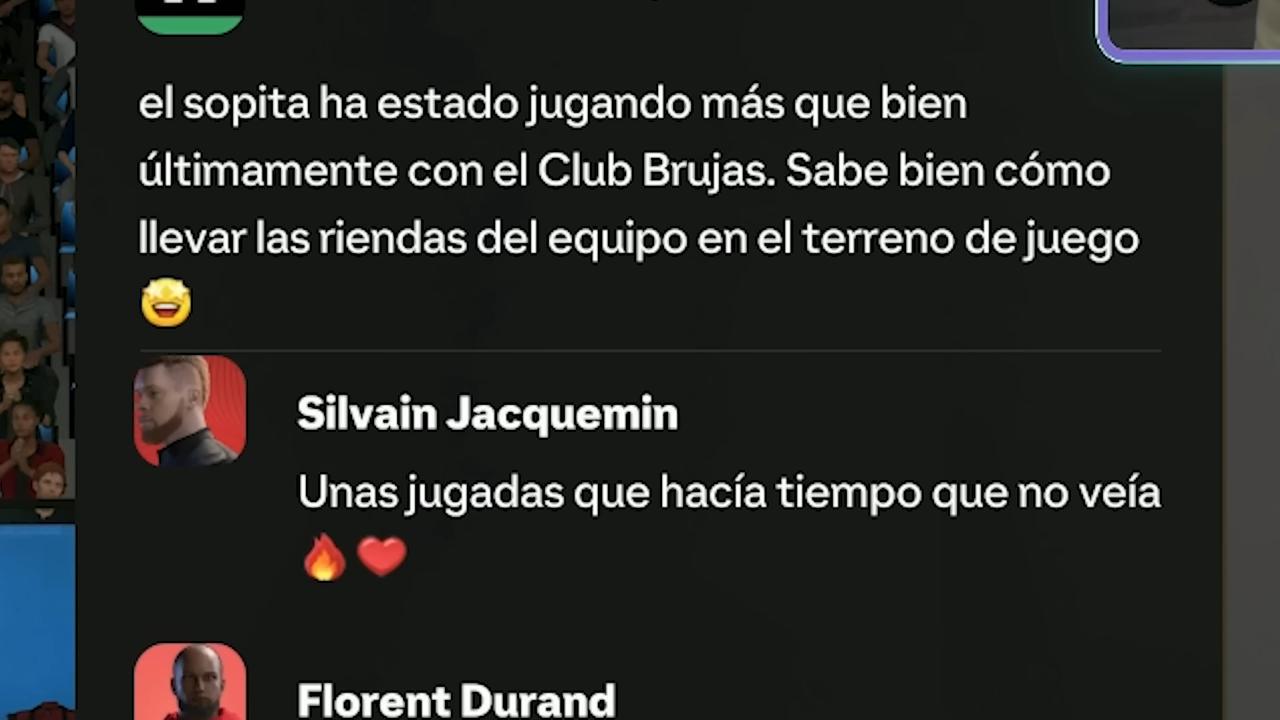 el sopita ha estado jugando más que bien
últimamente con el Club Brujas. Sabe bien cómo
llevar las riendas del equipo en el terreno de juego
🤩
Silvain Jacquemin
Unas jugadas que hacía tiempo que no veía
🔥❤️
Florent Durand